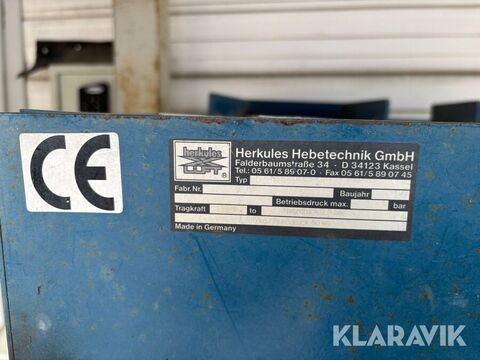 CE
herkules
LIFT
®
Herkules Hebetechnik GmbH
Falderbaumstraße 34 · D 34123 Kassel
Tel.: 05 61/5 89 07-0 · Fax 05 61/5 89 07 45
Typ
Fabr. Nr. Baujahr
Betriebsdruck max. bar
Tragkraft to
Made in Germany
KLARAVIK